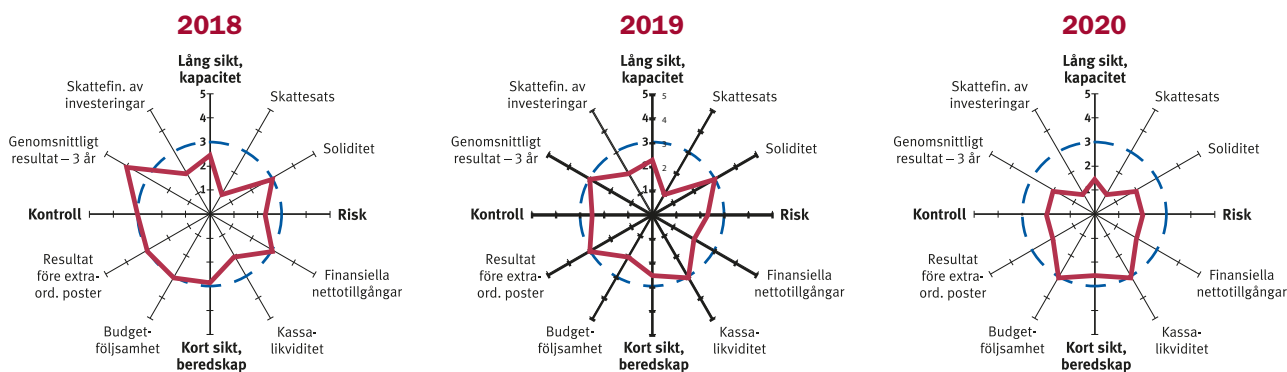 2018
Lång sikt,
kapacitet
Skattefin. av
investeringar
Skattesats
Genomsnittligt
resultat – 3 år
Soliditet
5
4
3
2
1
Kontroll
Risk
Resultat
före extra-
ord. poster
Finansiella
nettotillgångar
Budget-
följsamhet
Kassa-
likviditet
Kort sikt,
beredskap
2019
Lång sikt,
kapacitet
Skattefin. av
investeringar
Skattesats
Genomsnittligt
resultat – 3 år
Soliditet
5 5
4 4
3 3
2 2
1
Kontroll
Risk
Resultat
före extra-
ord. poster
Finansiella
nettotillgångar
Budget-
följsamhet
Kassa-
likviditet
Kort sikt,
beredskap
2020
Lång sikt,
kapacitet
Skattefin. av
investeringar
Skattesats
Genomsnittligt
resultat – 3 år
Soliditet
5
4
3
2
1
Kontroll
Risk
Resultat
före extra-
ord. poster
Finansiella
nettotillgångar
Budget-
följsamhet
Kassa-
likviditet
Kort sikt,
beredskap